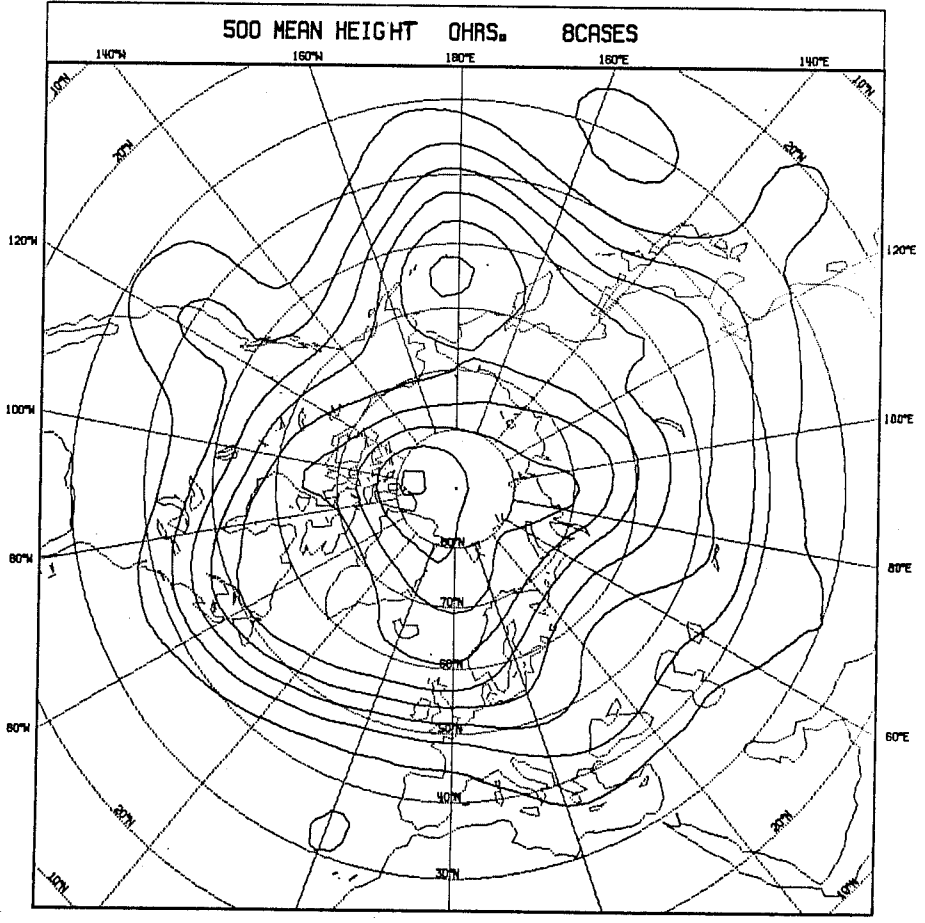 500 MEAN HEIGHT 0HRS. 8CASES
140°W 160°W 180°E 160°E 140°E
10°N 10°N
20°N 20°N
120°W 120°E
100°W 100°E
80°N
80°W 80°E
70°N
60°N
60°W 50°N 60°E
40°N
20°N 20°N
30°N
10°N 10°N